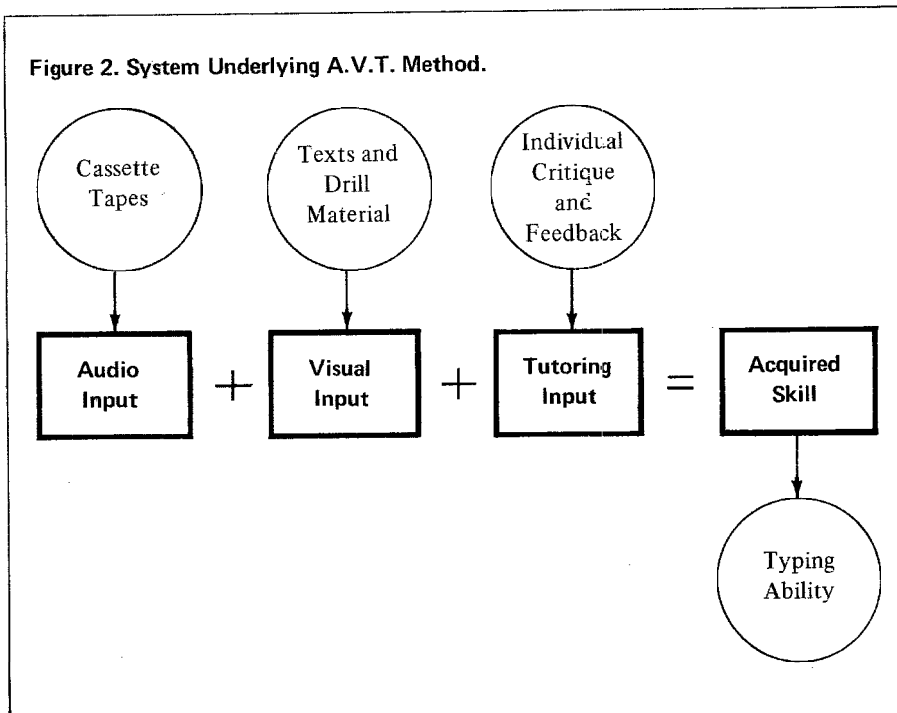 Figure 2. System Underlying A.V.T. Method.
Cassette
Tapes
Texts and
Drill
Material
Individual
Critique
and
Feedback
Audio
Input
+
Visual
Input
+
Tutoring
Input
=
Acquired
Skill
Typing
Ability